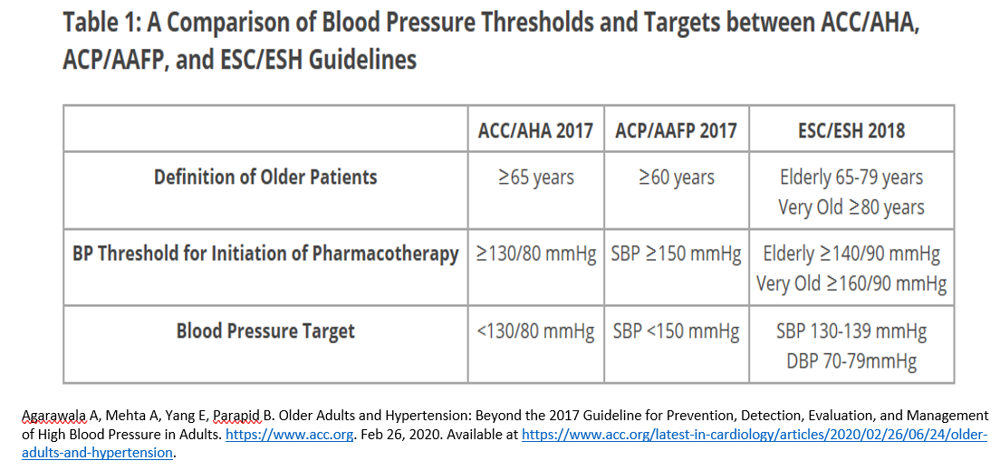 Table 1: A Comparison of Blood Pressure Thresholds and Targets between ACC/AHA,
ACP/AAFP, and ESC/ESH Guidelines
ACC/AHA 2017 ACP/AAFP 2017 ESC/ESH 2018
Definition of Older Patients ≥65 years ≥60 years Elderly 65-79 years
Very Old ≥80 years
BP Threshold for Initiation of Pharmacotherapy ≥130/80 mmHg SBP ≥150 mmHg Elderly ≥140/90 mmHg
Very Old ≥160/90 mmHg
Blood Pressure Target <130/80 mmHg SBP <150 mmHg SBP 130-139 mmHg
DBP 70-79mmHg
Agarawala A, Mehta A, Yang E, Parapid B. Older Adults and Hypertension: Beyond the 2017 Guideline for Prevention, Detection, Evaluation, and Management
of High Blood Pressure in Adults. https://www.acc.org. Feb 26, 2020. Available at https://www.acc.org/latest-in-cardiology/articles/2020/02/26/06/24/older-
adults-and-hypertension.